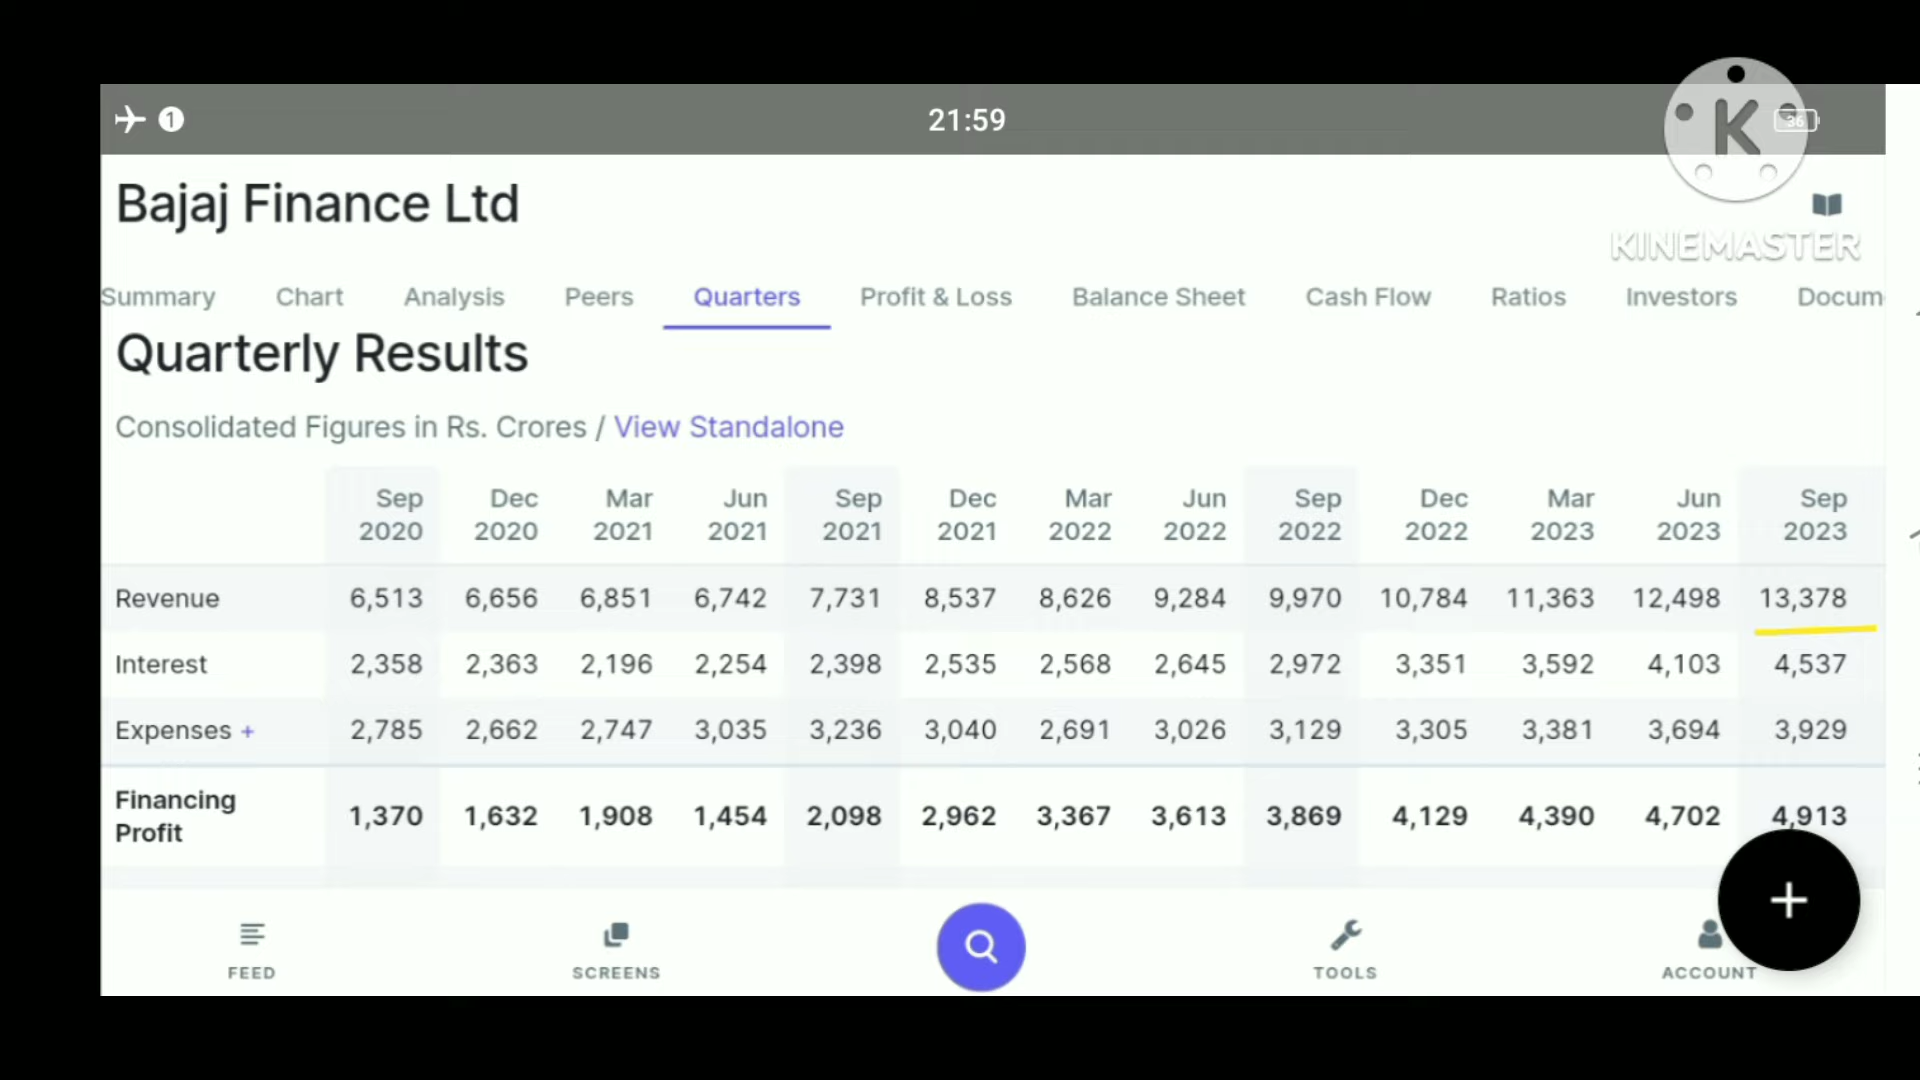 1 21:59 36
K
KINEMASTER
Bajaj Finance Ltd
Summary Chart Analysis Peers Quarters Profit & Loss Balance Sheet Cash Flow Ratios Investors Docum
Quarterly Results
Consolidated Figures in Rs. Crores / View Standalone
Sep Dec Mar Jun Sep Dec Mar Jun Sep Dec Mar Jun Sep
2020 2020 2021 2021 2021 2021 2022 2022 2022 2022 2023 2023 2023
Revenue 6,513 6,656 6,851 6,742 7,731 8,537 8,626 9,284 9,970 10,784 11,363 12,498 13,378
Interest 2,358 2,363 2,196 2,254 2,398 2,535 2,568 2,645 2,972 3,351 3,592 4,103 4,537
Expenses + 2,785 2,662 2,747 3,035 3,236 3,040 2,691 3,026 3,129 3,305 3,381 3,694 3,929
Financing Profit 1,370 1,632 1,908 1,454 2,098 2,962 3,367 3,613 3,869 4,129 4,390 4,702 4,913
+
FEED SCREENS TOOLS ACCOUNT